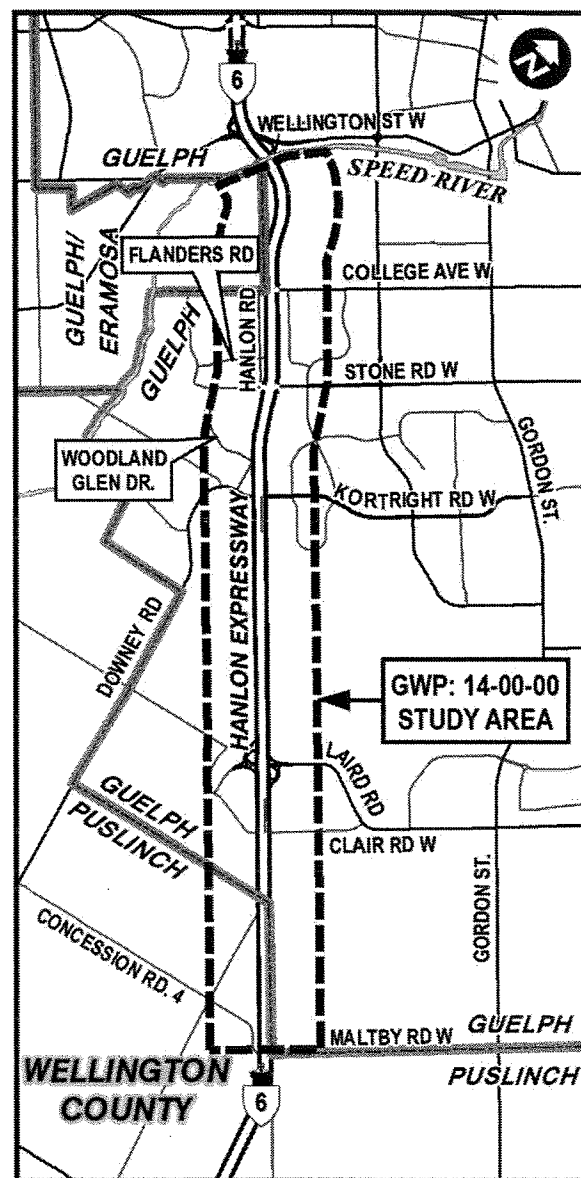 6
N
WELLINGTON ST W
GUELPH
SPEED RIVER
GUELPH/
ERAMOSA
FLANDERS RD
COLLEGE AVE W
HANLON RD
GUELPH
STONE RD W
WOODLAND
GLEN DR.
GORDON ST.
KORTRIGHT RD W
HANLON EXPRESSWAY
DOWNEY RD
GWP: 14-00-00
STUDY AREA
LAIRD RD
GUELPH
PUSLINCH
CLAIR RD W
GORDON ST.
CONCESSION RD. 4
MALTBY RD W
GUELPH
PUSLINCH
WELLINGTON
COUNTY
6